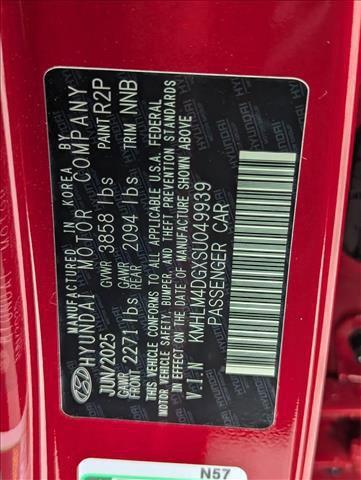 MANUFACTURED IN KOREA BY
HYUNDAI MOTOR COMPANY
JUN/2025 GVWR 3858 lbs PAINT R2P
GAWR FRONT 2271 lbs GAWR REAR 2094 lbs TRIM NNB
THIS VEHICLE CONFORMS TO ALL APPLICABLE U.S.A. FEDERAL
MOTOR VEHICLE SAFETY, BUMPER, AND THEFT PREVENTION STANDARDS
IN EFFECT ON THE DATE OF MANUFACTURE SHOWN ABOVE
V.I.N KMHLM4DGXSU049939
PASSENGER CAR
N57